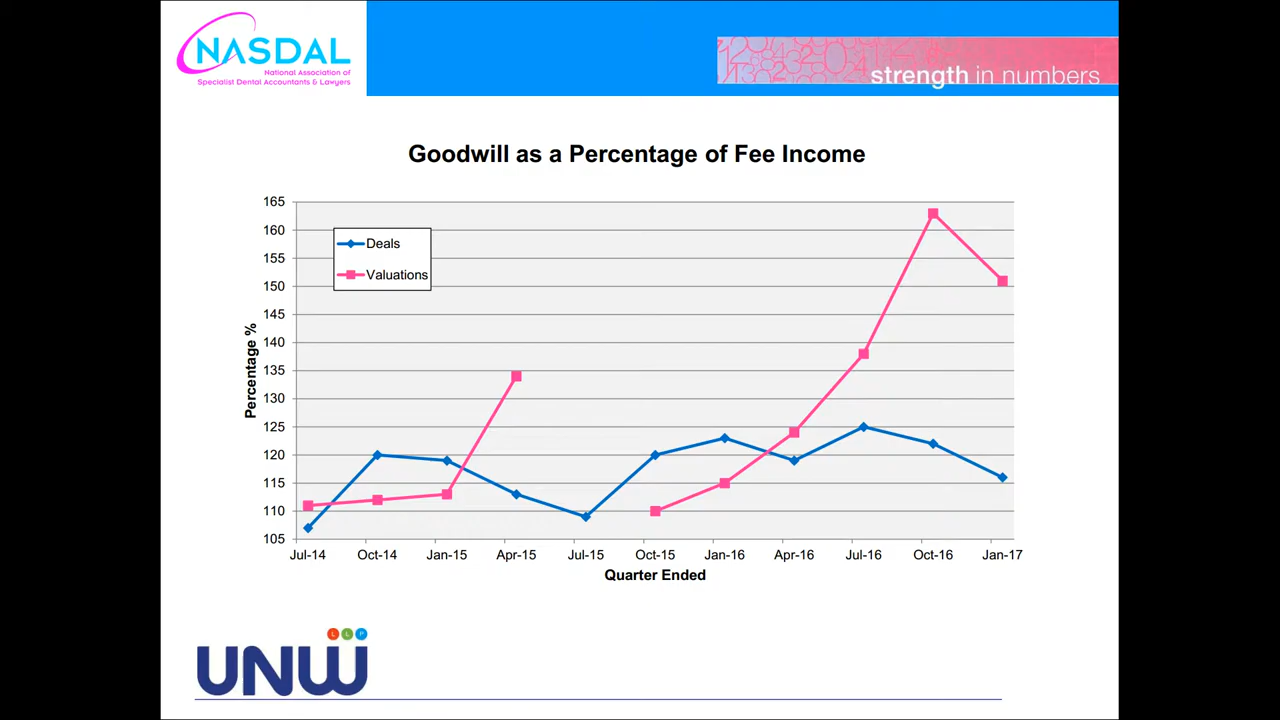 NASDAL
National Association of
Specialist Dental Accountants & Lawyers
strength in numbers
Goodwill as a Percentage of Fee Income
165
160
155
150
145
140
135
130
125
120
115
110
105
Percentage %
Deals
Valuations
Jul-14 Oct-14 Jan-15 Apr-15 Jul-15 Oct-15 Jan-16 Apr-16 Jul-16 Oct-16 Jan-17
Quarter Ended
L L P
UNW